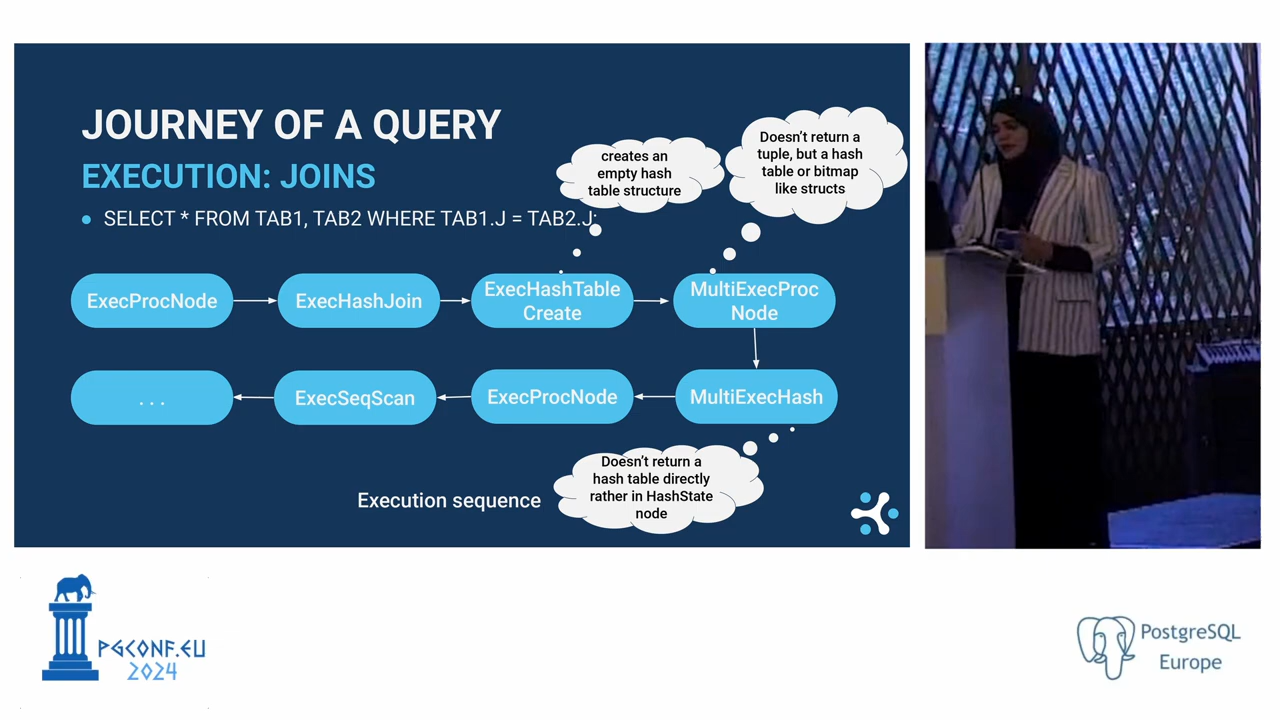 JOURNEY OF A QUERY
EXECUTION: JOINS
SELECT * FROM TAB1, TAB2 WHERE TAB1.J = TAB2.J;
creates an
empty hash
table structure
Doesn't return a
tuple, but a hash
table or bitmap
like structs
ExecProcNode
ExecHashJoin
ExecHashTable
Create
MultiExecProc
Node
MultiExecHash
ExecProcNode
ExecSeqScan
. . .
Execution sequence
Doesn't return a
hash table directly
rather in HashState
node
PGCONF.EU
2024
PostgreSQL
Europe